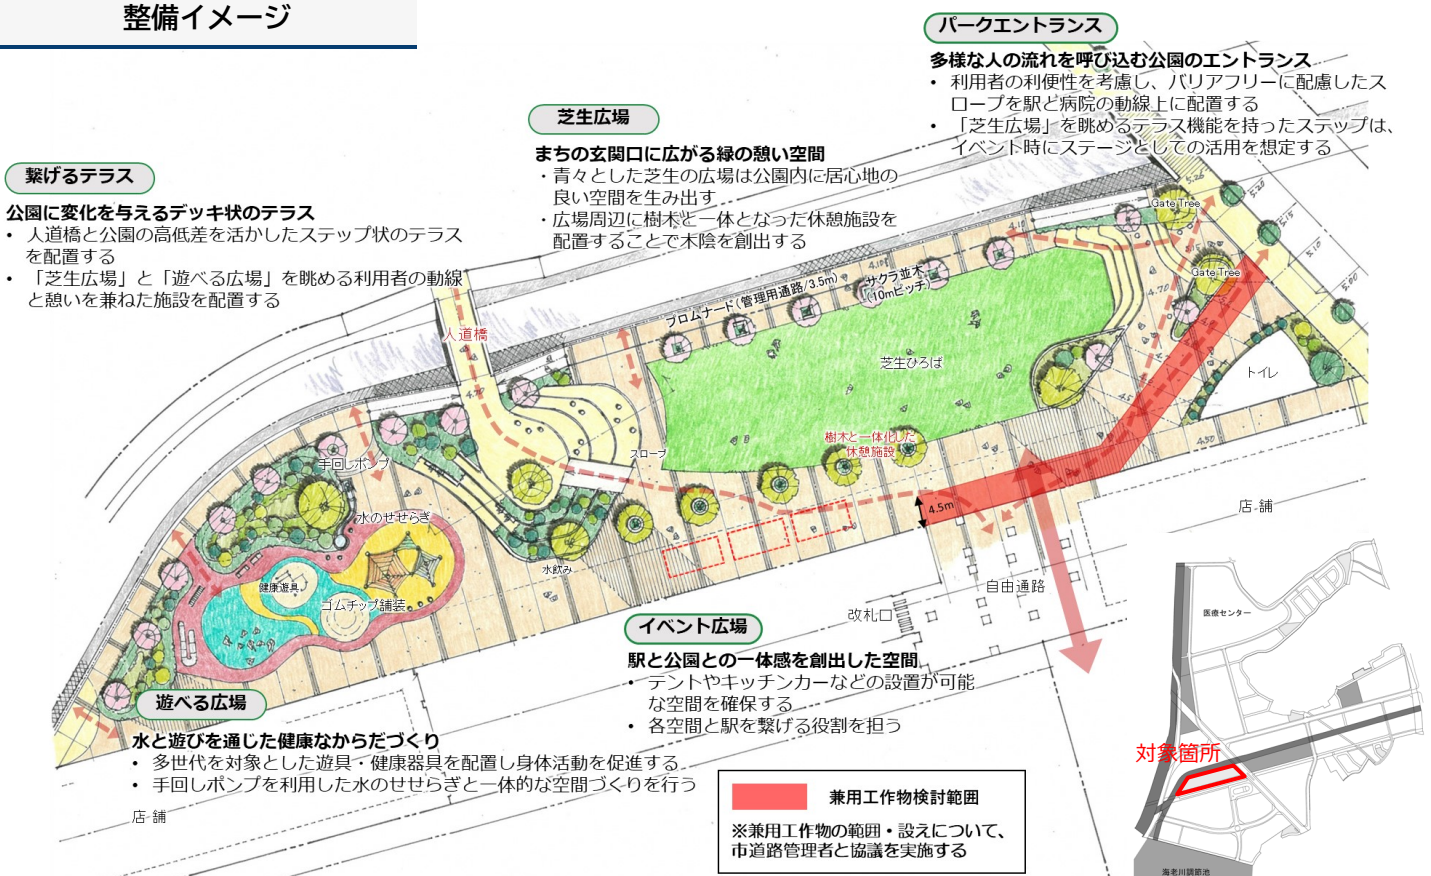 整備イメージ
パークエントランス
多様な人の流れを呼び込む公園のエントランス
• 利用者の利便性を考慮し、バリアフリーに配慮したス
ロープを駅と病院の動線上に配置する
• 「芝生広場」を眺めるテラス機能を持ったステップは、
イベント時にステージとしての活用を想定する
芝生広場
まちの玄関口に広がる緑の憩い空間
・青々とした芝生の広場は公園内に居心地の
良い空間を生み出す
・広場周辺に樹木と一体となった休憩施設を
配置することで木陰を創出する
繋げるテラス
公園に変化を与えるデッキ状のテラス
• 人道橋と公園の高低差を活かしたステップ状のテラス
を配置する
• 「芝生広場」と「遊べる広場」を眺める利用者の動線
と憩いを兼ねた施設を配置する
5.26
5.20
5.15
5.10
5.00
Gate Tree
Gate Tree
4.10
4.10
4.70
プロムナード(管理用通路/3.5m)
サクラ並木
(10mピッチ)
人道橋
芝生ひろば
トイレ
樹木と一体化した
休憩施設
スロープ
手回しポンプ
水のせせらぎ
健康遊具
ゴムチップ舗装
水飲み
4.5m
4.50
店舗
自由通路
改札口
イベント広場
駅と公園との一体感を創出した空間
• テントやキッチンカーなどの設置が可能
な空間を確保する
• 各空間と駅を繋げる役割を担う
遊べる広場
水と遊びを通じた健康なからだづくり
• 多世代を対象とした遊具・健康器具を配置し身体活動を促進する
• 手回しポンプを利用した水のせせらぎと一体的な空間づくりを行う
店舗
兼用工作物検討範囲
※兼用工作物の範囲・設えについて、
市道路管理者と協議を実施する
医療センター
対象箇所
海老川調節池